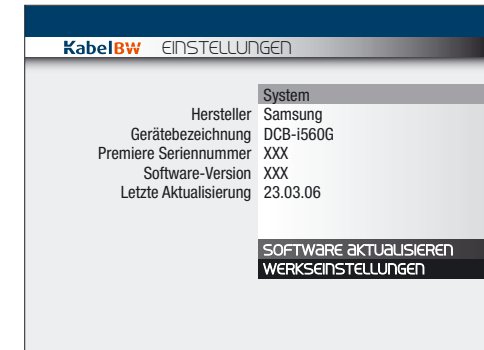 KabelBW EINSTELLUNGEN
System
Hersteller Samsung
Gerätebezeichnung DCB-i560G
Premiere Seriennummer XXX
Software-Version XXX
Letzte Aktualisierung 23.03.06
SOFTWARE AKTUALISIEREN
WERKSEINSTELLUNGEN